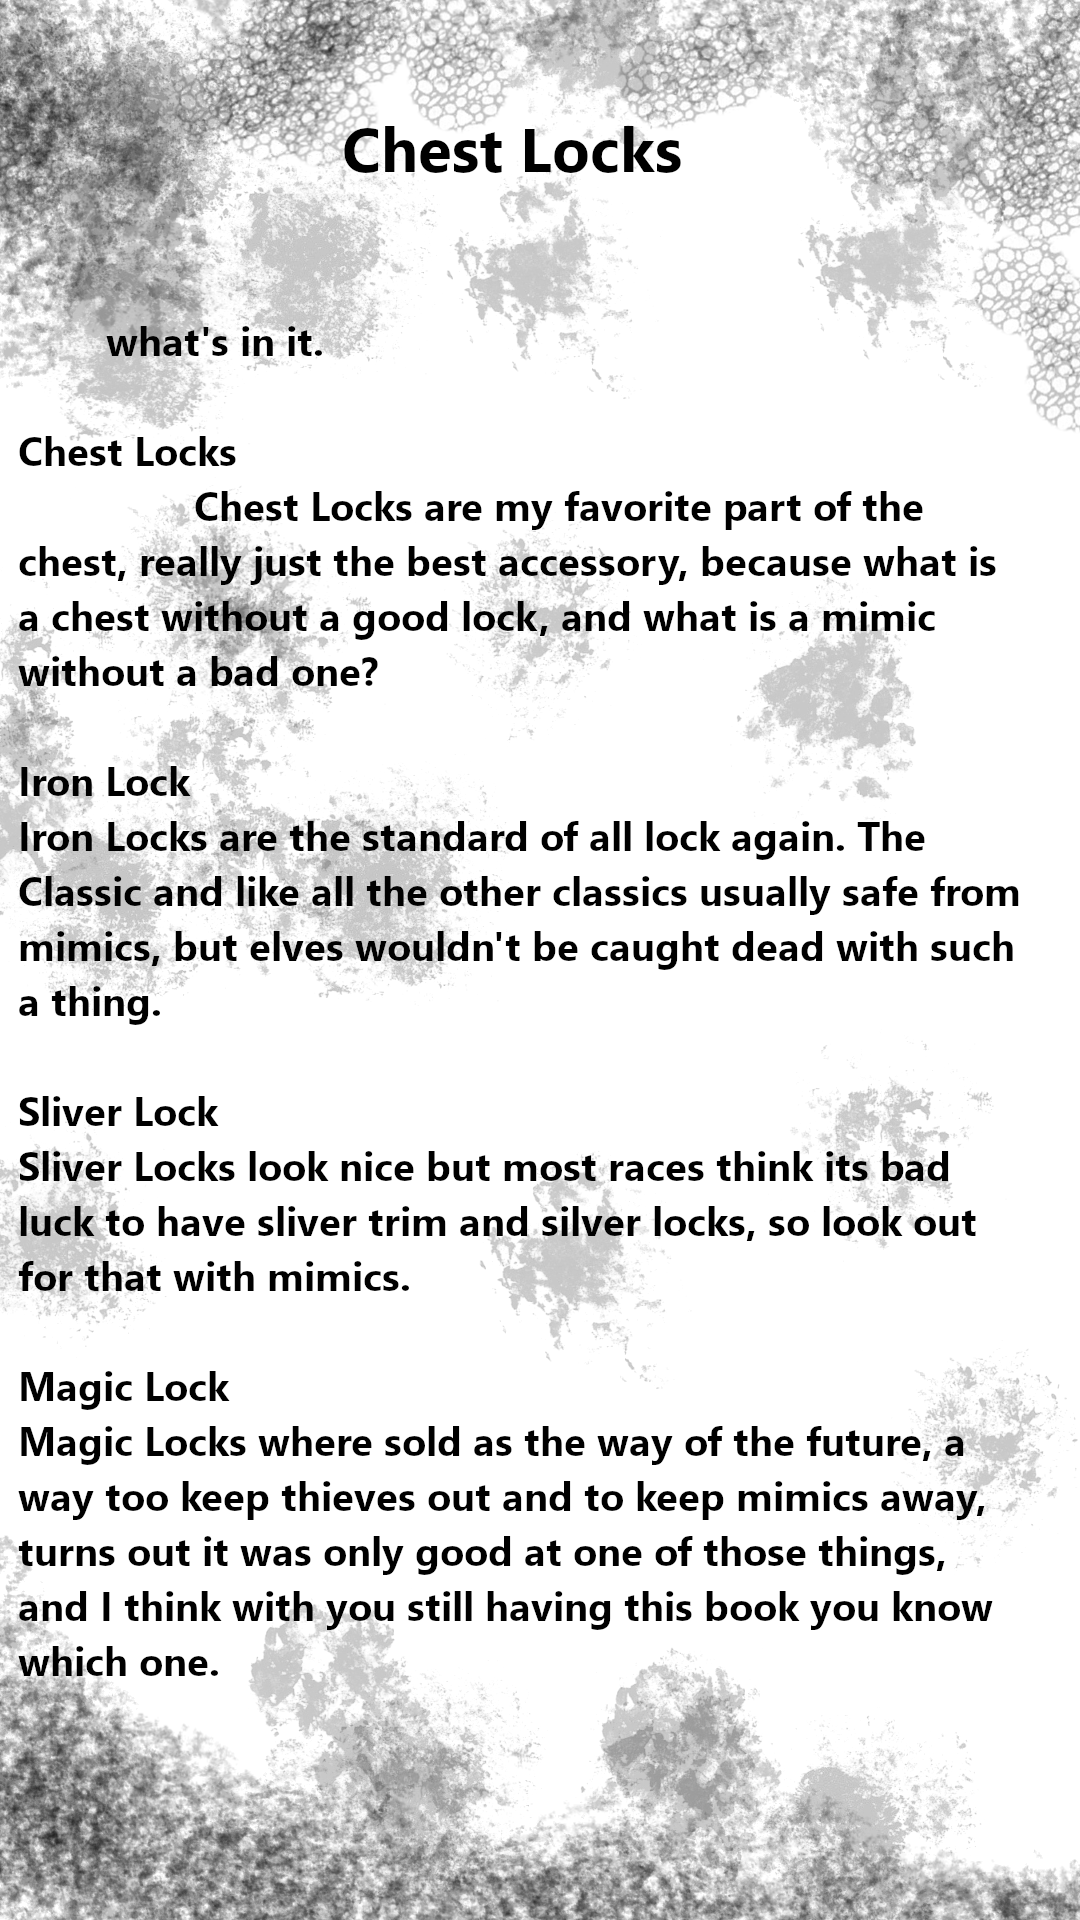 Chest Locks
what's in it.
Chest Locks
Chest Locks are my favorite part of the
chest, really just the best accessory, because what is
a chest without a good lock, and what is a mimic
without a bad one?
Iron Lock
Iron Locks are the standard of all lock again. The
Classic and like all the other classics usually safe from
mimics, but elves wouldn't be caught dead with such
a thing.
Sliver Lock
Sliver Locks look nice but most races think its bad
luck to have sliver trim and silver locks, so look out
for that with mimics.
Magic Lock
Magic Locks where sold as the way of the future, a
way too keep thieves out and to keep mimics away,
turns out it was only good at one of those things,
and I think with you still having this book you know
which one.